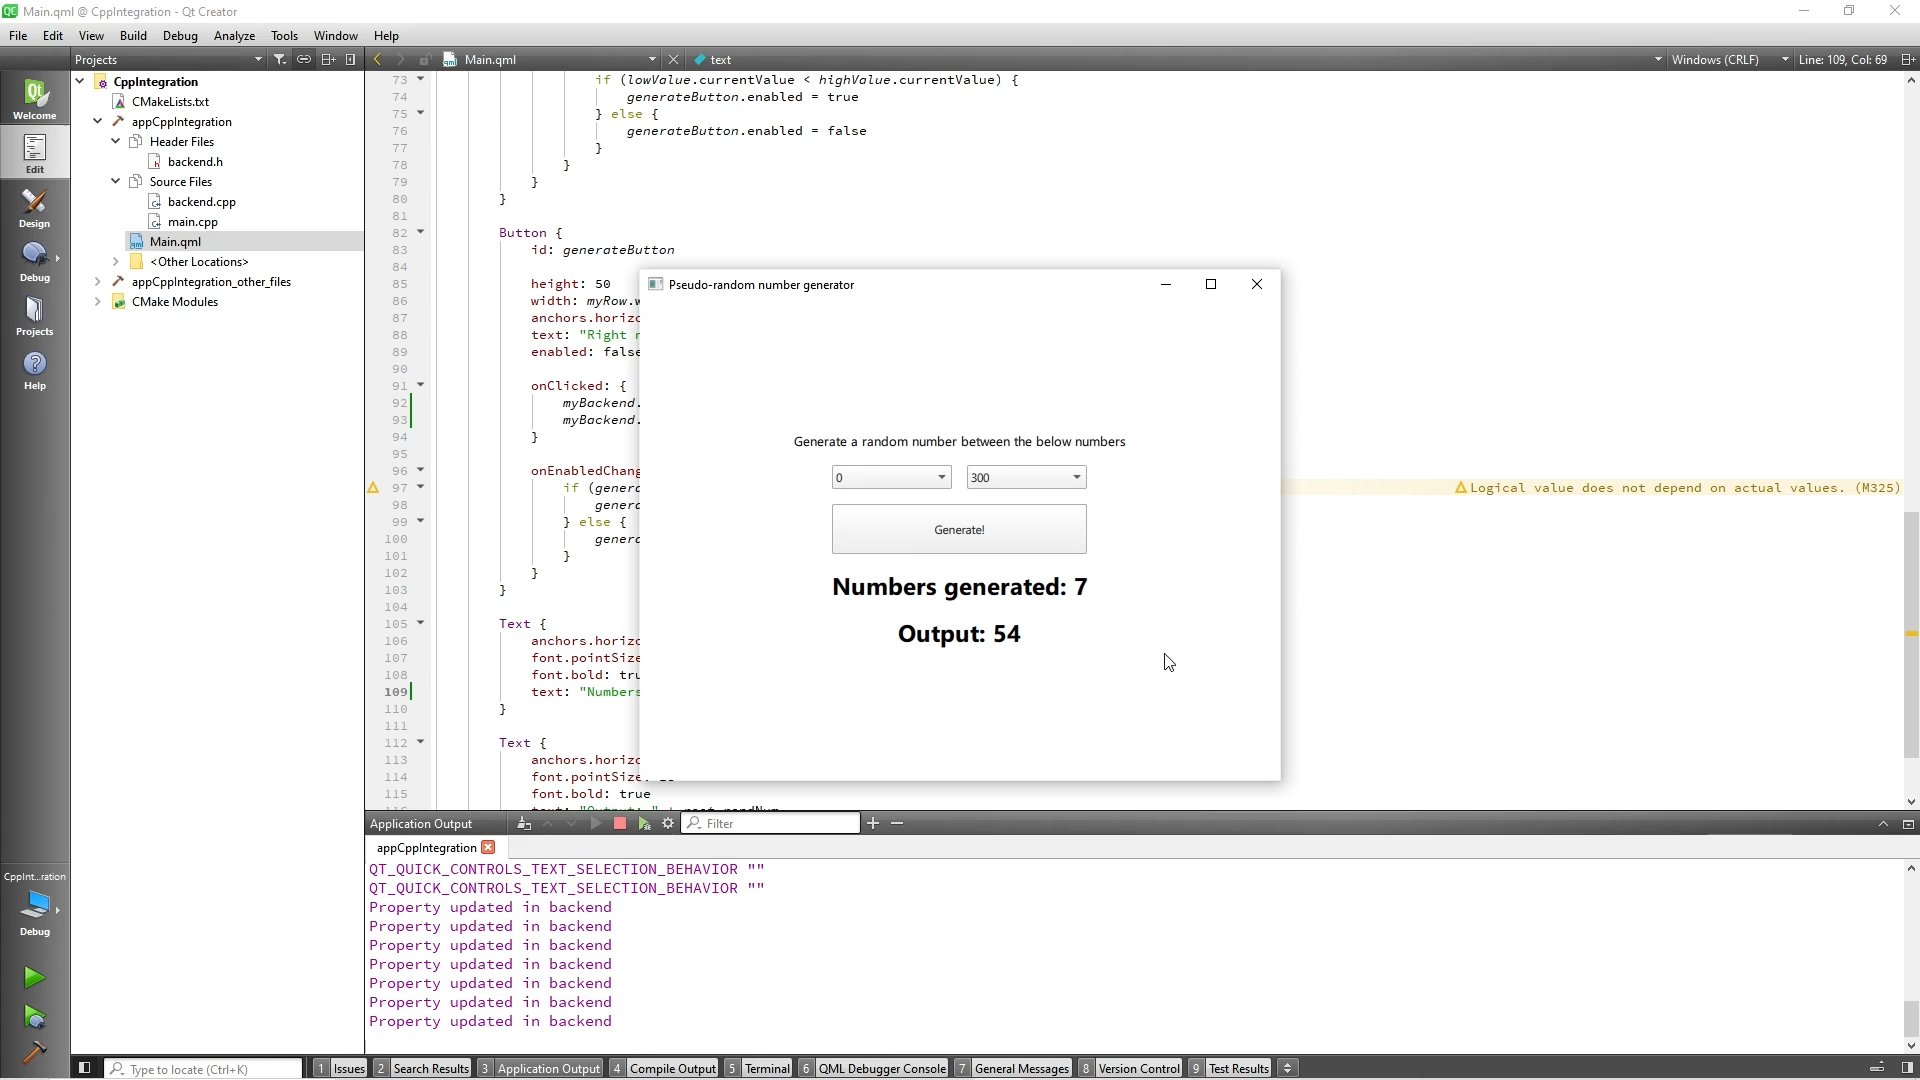 Main.qml @ CppIntegration - Qt Creator
File Edit View Build Debug Analyze Tools Window Help
Projects Main.qml text Windows (CRLF) Line: 109, Col: 69
Welcome
Edit
Design
Debug
Projects
Help
CppIntegration
CMakeLists.txt
appCppIntegration
Header Files
backend.h
Source Files
backend.cpp
main.cpp
Main.qml
<Other Locations>
appCppIntegration_other_files
CMake Modules
73 if (lowValue.currentValue < highValue.currentValue) {
74 generateButton.enabled = true
75 } else {
76 generateButton.enabled = false
77 }
78 }
79 }
80 }
81
82 Button {
83 id: generateButton
84
85 height: 50
86 width: myRow.w
87 anchors.horizo
88 text: "Right
89 enabled: false
90
91 onClicked: {
92 myBackend.
93 myBackend.
94 }
95
96 onEnabledChang
97 if (genera Logical value does not depend on actual values. (M325)
98 genera
99 } else {
100 genera
101 }
102 }
103 }
104
105 Text {
106 anchors.horizo
107 font.pointSize
108 font.bold: tru
109 text: "Numbers
110 }
111
112 Text {
113 anchors.horizo
114 font.pointSize:
115 font.bold: true
Pseudo-random number generator
Generate a random number between the below numbers
0 300
Generate!
Numbers generated: 7
Output: 54
Application Output Filter
appCppIntegration
QT_QUICK_CONTROLS_TEXT_SELECTION_BEHAVIOR ""
QT_QUICK_CONTROLS_TEXT_SELECTION_BEHAVIOR ""
Property updated in backend
Property updated in backend
Property updated in backend
Property updated in backend
Property updated in backend
Property updated in backend
Property updated in backend
CppInt...ration
Debug
Type to locate (Ctrl+K) 1 Issues 2 Search Results 3 Application Output 4 Compile Output 5 Terminal 6 QML Debugger Console 7 General Messages 8 Version Control 9 Test Results